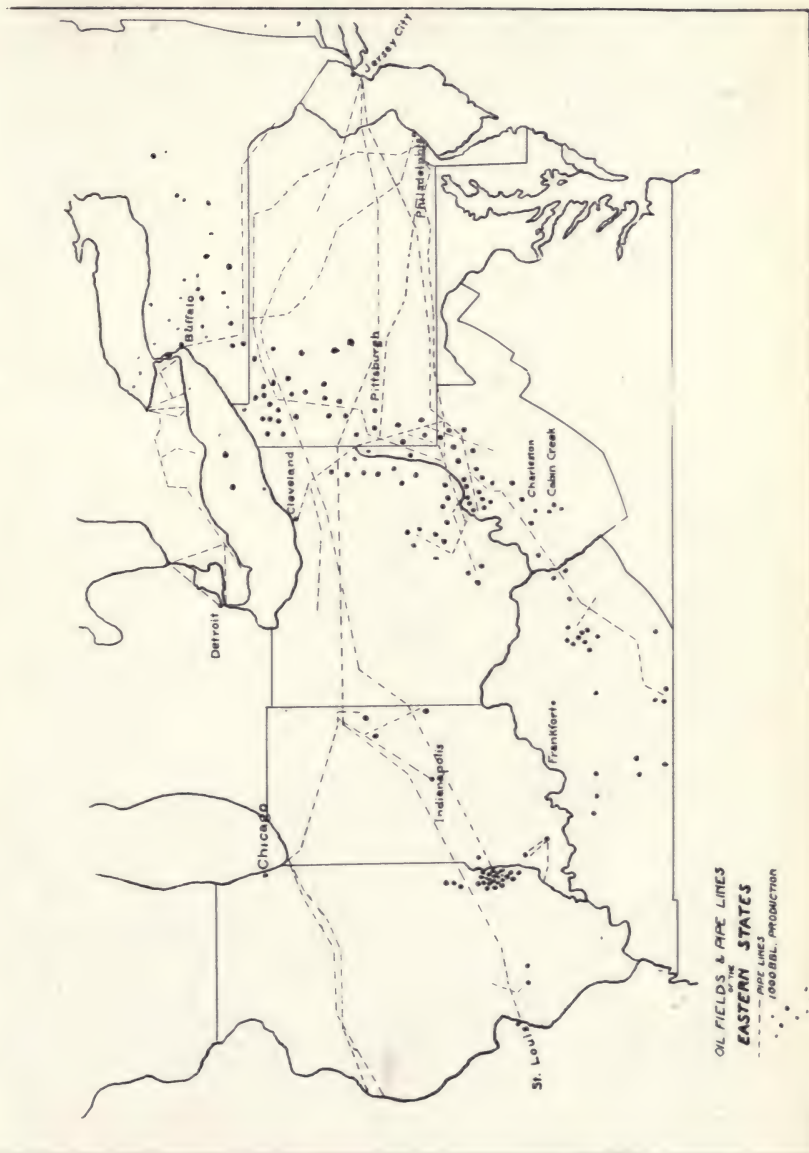 Jersey City
Buffalo
Philadelphia
Pittsburgh
Cleveland
Detroit
Charleston
Cabin Creek
Chicago
Indianapolis
Frankfort
St. Louis
OIL FIELDS & PIPE LINES
OF THE
EASTERN STATES
PIPE LINES
1000 BBL. PRODUCTION